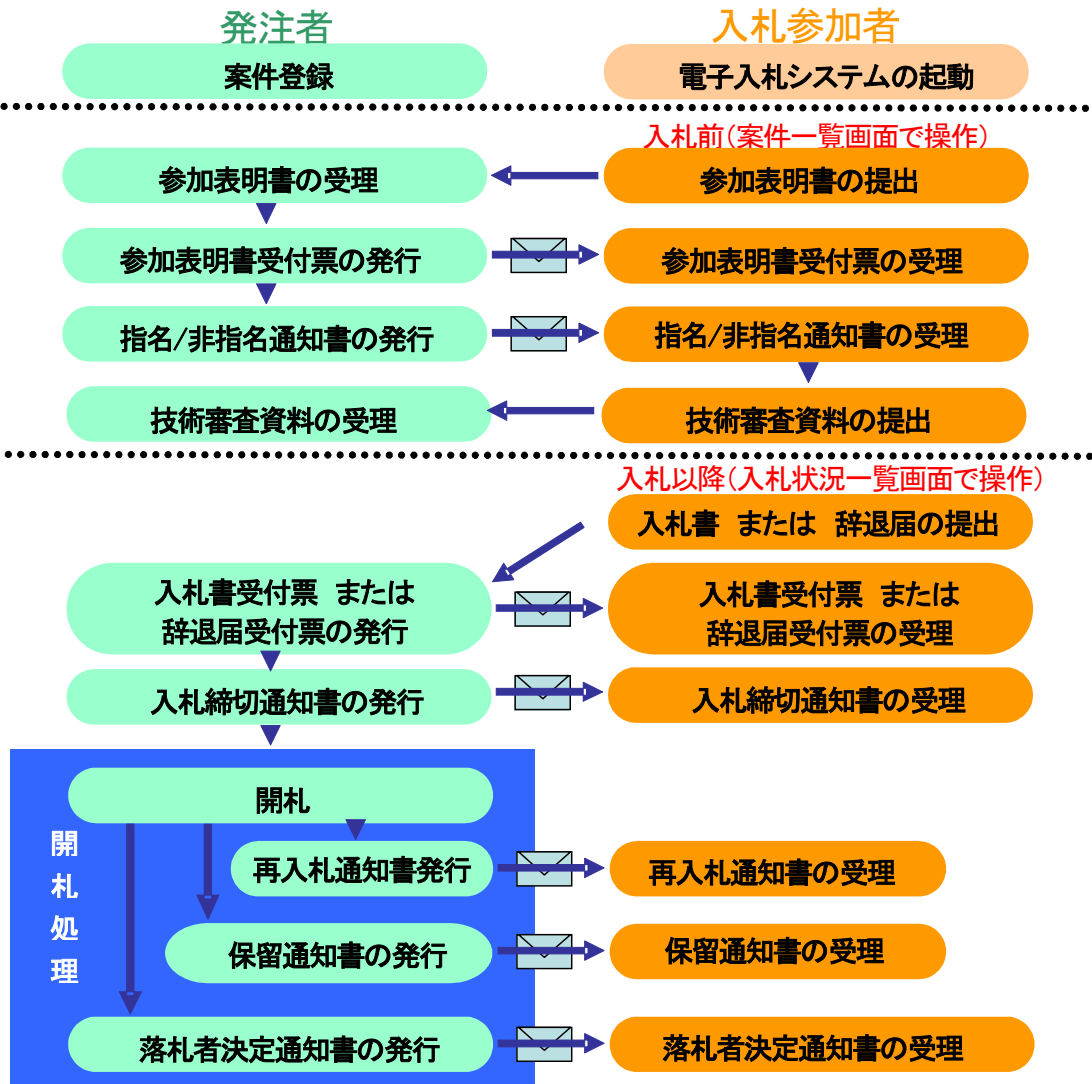 発注者
入札参加者
案件登録
電子入札システムの起動
入札前(案件一覧画面で操作)
参加表明書の受理
参加表明書の提出
参加表明書受付票の発行
参加表明書受付票の受理
指名/非指名通知書の発行
指名/非指名通知書の受理
技術審査資料の受理
技術審査資料の提出
入札以降(入札状況一覧画面で操作)
入札書　または　辞退届の提出
入札書受付票　または
辞退届受付票の発行
入札書受付票　または
辞退届受付票の受理
入札締切通知書の発行
入札締切通知書の受理
開札処理
開札
再入札通知書発行
再入札通知書の受理
保留通知書の発行
保留通知書の受理
落札者決定通知書の発行
落札者決定通知書の受理